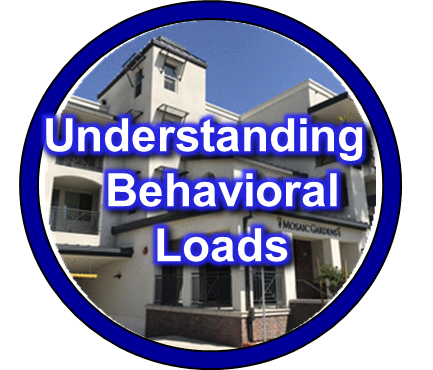 Understanding
Behavioral
Loads
MOSAIC GARDENS